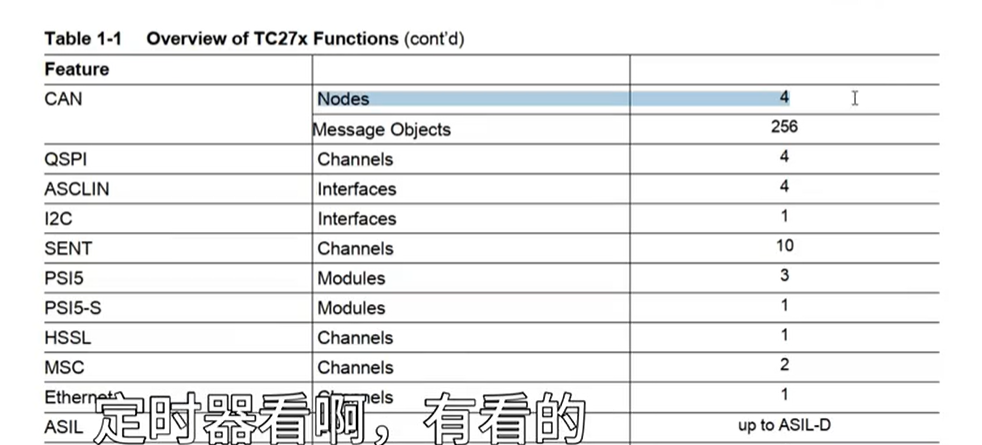 Table 1-1 Overview of TC27x Functions (cont'd)
Feature
CAN Nodes 4
Message Objects 256
QSPI Channels 4
ASCLIN Interfaces 4
I2C Interfaces 1
SENT Channels 10
PSI5 Modules 3
PSI5-S Modules 1
HSSL Channels 1
MSC Channels 2
Ethernet 1
ASIL up to ASIL-D
定时器看啊，有看的